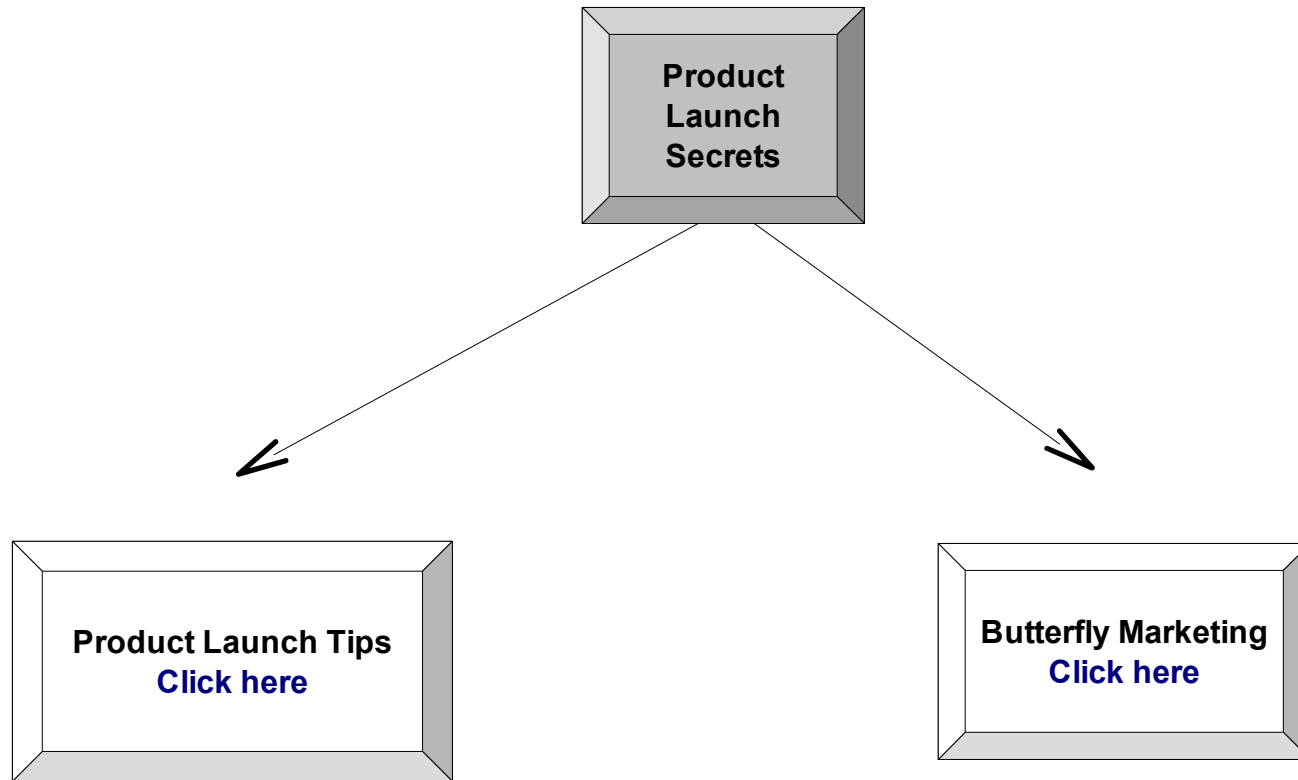 Product
Launch
Secrets
Product Launch Tips
Click here
Butterfly Marketing
Click here